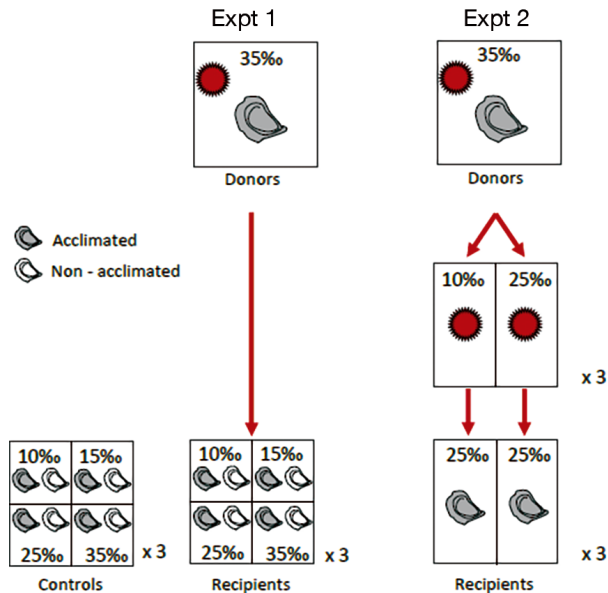 Expt 1 Expt 2
35‰ 35‰
Donors Donors
Acclimated
Non - acclimated
10‰ 25‰
x 3
10‰ 15‰ 10‰ 15‰ 25‰ 25‰
25‰ 35‰ x 3 25‰ 35‰ x 3 x 3
Controls Recipients Recipients